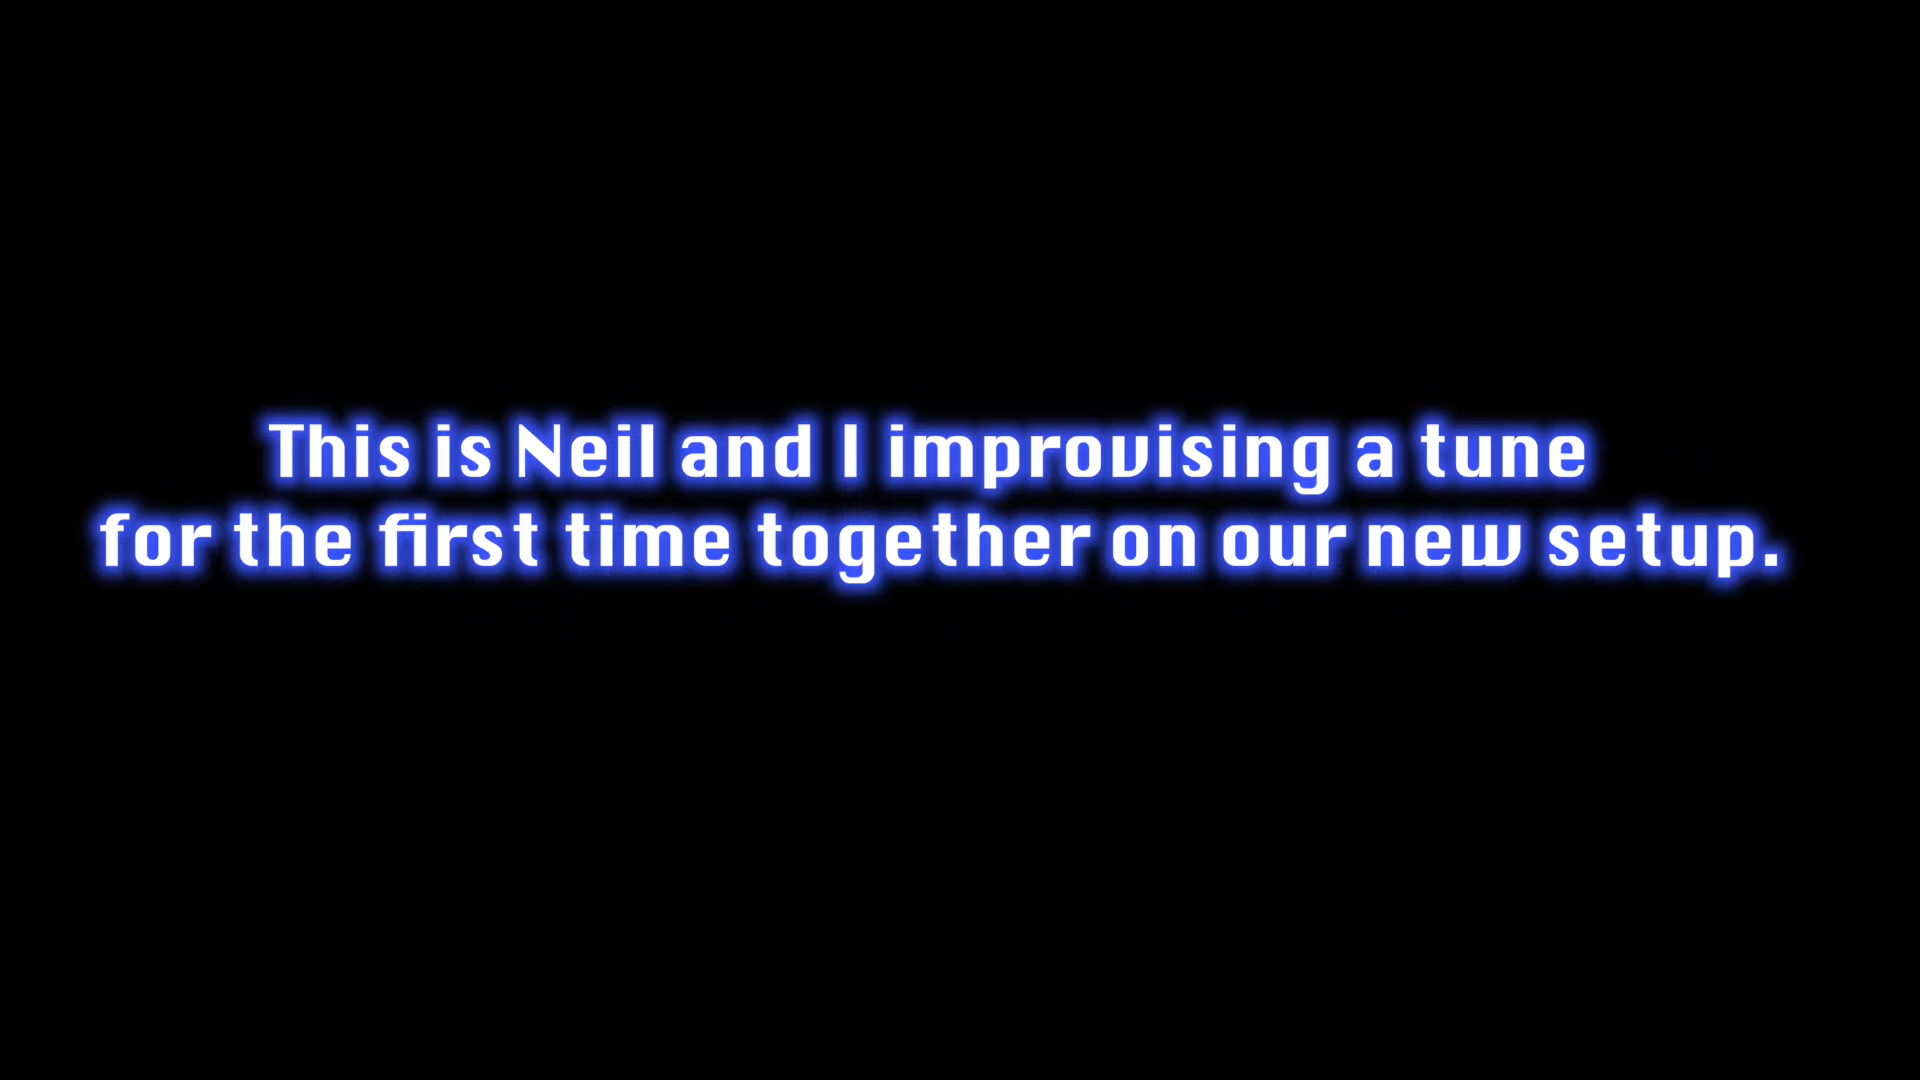 This is Neil and I improvising a tune
for the first time together on our new setup.